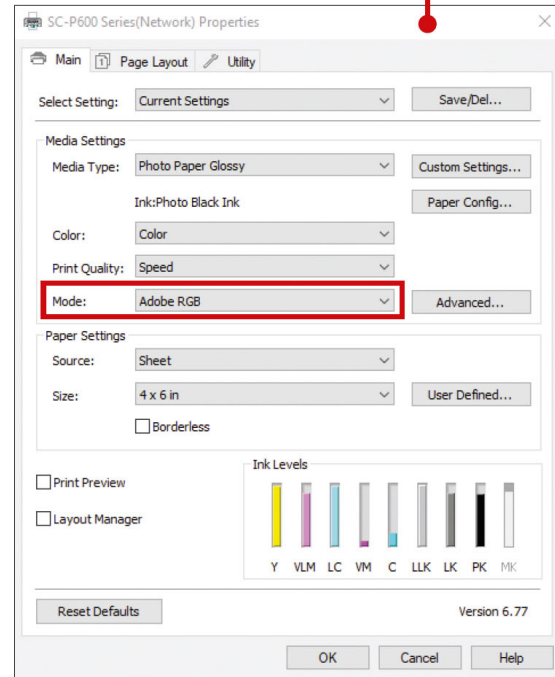 SC-P600 Series(Network) Properties
Main
Page Layout
Utility
Select Setting: Current Settings Save/Del...
Media Settings
Media Type: Photo Paper Glossy Custom Settings...
Ink:Photo Black Ink Paper Config...
Color: Color
Print Quality: Speed
Mode: Adobe RGB Advanced...
Paper Settings
Source: Sheet
Size: 4 x 6 in User Defined...
Borderless
Print Preview
Layout Manager
Ink Levels
Y VLM LC VM C LLK LK PK MK
Reset Defaults Version 6.77
OK Cancel Help